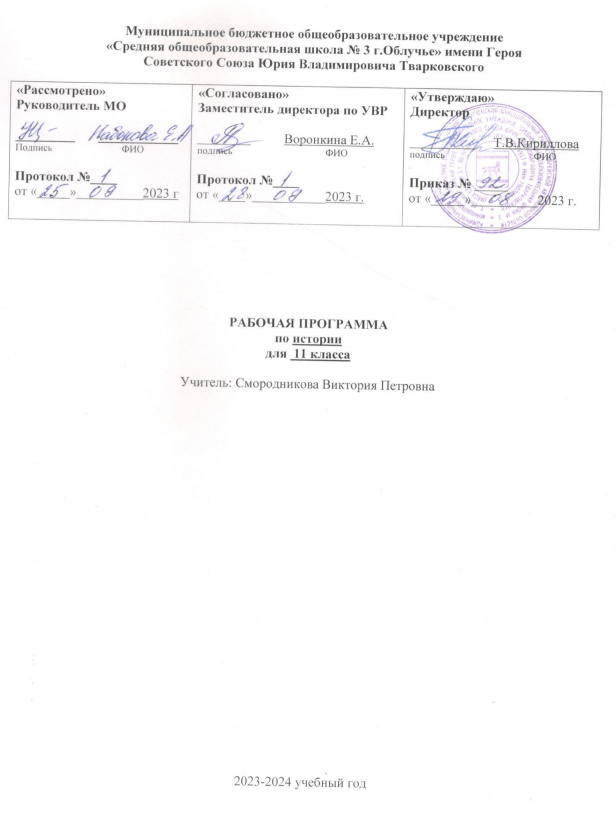 Муниципальное бюджетное общеобразовательное учреждение
«Средняя общеобразовательная школа № 3 г.Облучье» имени Героя
Советского Союза Юрия Владимировича Тварковского
«Рассмотрено»
Руководитель МО
Подпись ФИО
Протокол № 1
от « 25 » 08 2023 г
«Согласовано»
Заместитель директора по УВР
Воронкина Е.А.
подпись ФИО
Протокол № 1
от « 28 » 08 2023 г.
«Утверждаю»
Директор
Т.В.Кириллова
подпись ФИО
Приказ № 92
от « 29 » 08 2023 г.
РАБОЧАЯ ПРОГРАММА
по истории
для 11 класса
Учитель: Смородникова Виктория Петровна
2023-2024 учебный год